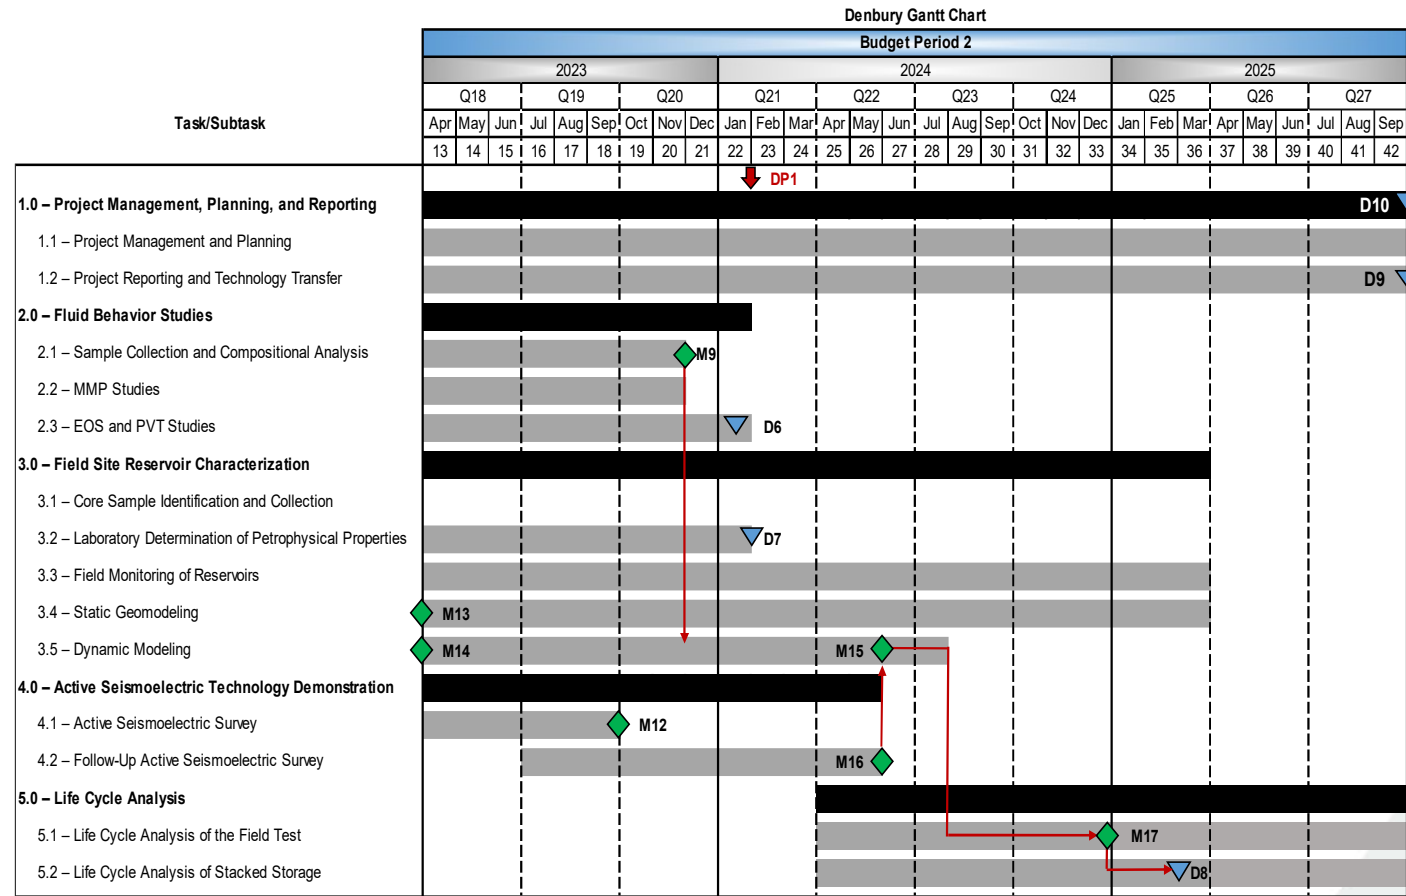 Denbury Gantt Chart
Budget Period 2
2023 2024 2025
Q18 Q19 Q20 Q21 Q22 Q23 Q24 Q25 Q26 Q27
Task/Subtask
Apr May Jun Jul Aug Sep Oct Nov Dec Jan Feb Mar Apr May Jun Jul Aug Sep Oct Nov Dec Jan Feb Mar Apr May Jun Jul Aug Sep
13 14 15 16 17 18 19 20 21 22 23 24 25 26 27 28 29 30 31 32 33 34 35 36 37 38 39 40 41 42
DP1
1.0 – Project Management, Planning, and Reporting D10
1.1 – Project Management and Planning
1.2 – Project Reporting and Technology Transfer D9
2.0 – Fluid Behavior Studies
2.1 – Sample Collection and Compositional Analysis M9
2.2 – MMP Studies
2.3 – EOS and PVT Studies D6
3.0 – Field Site Reservoir Characterization
3.1 – Core Sample Identification and Collection
3.2 – Laboratory Determination of Petrophysical Properties D7
3.3 – Field Monitoring of Reservoirs
3.4 – Static Geomodeling M13
3.5 – Dynamic Modeling M14 M15
4.0 – Active Seismoelectric Technology Demonstration
4.1 – Active Seismoelectric Survey M12
4.2 – Follow-Up Active Seismoelectric Survey M16
5.0 – Life Cycle Analysis
5.1 – Life Cycle Analysis of the Field Test M17
5.2 – Life Cycle Analysis of Stacked Storage D8